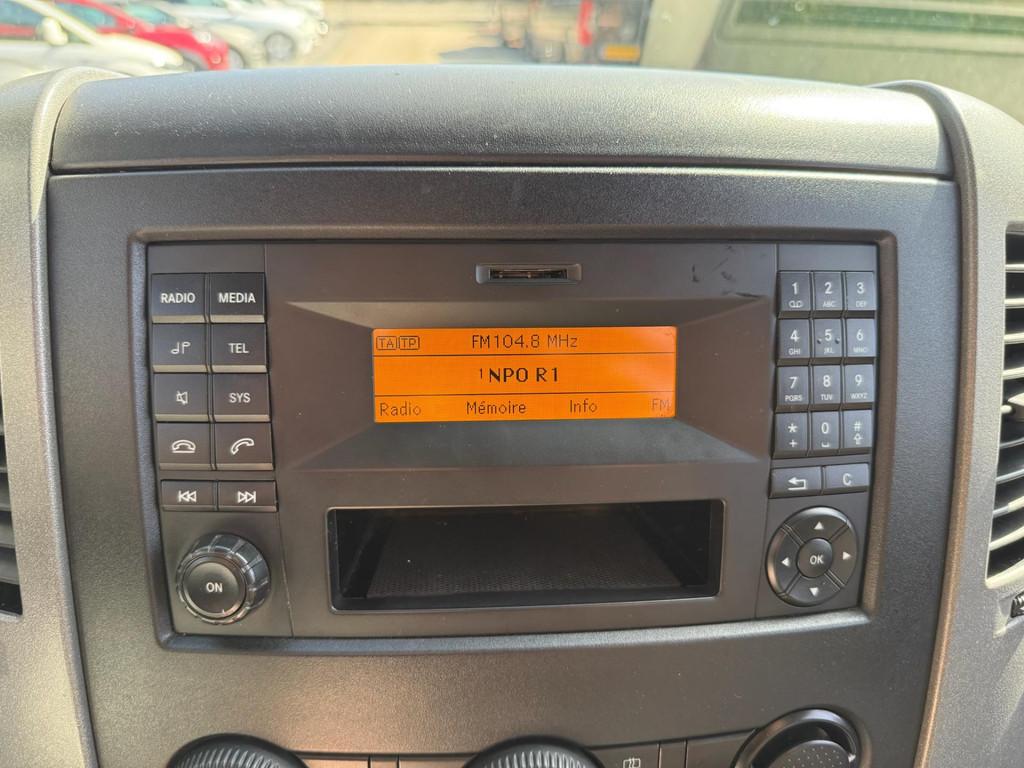 RADIO MEDIA
TEL
SYS
ON
TA TP FM104.8 MHz
1 NPO R1
Radio Mémoire Info FM
1 2 ABC 3 DEF
4 GHI 5 JKL 6 MNO
7 PQRS 8 TUV 9 WXYZ
* + 0 #
C
OK